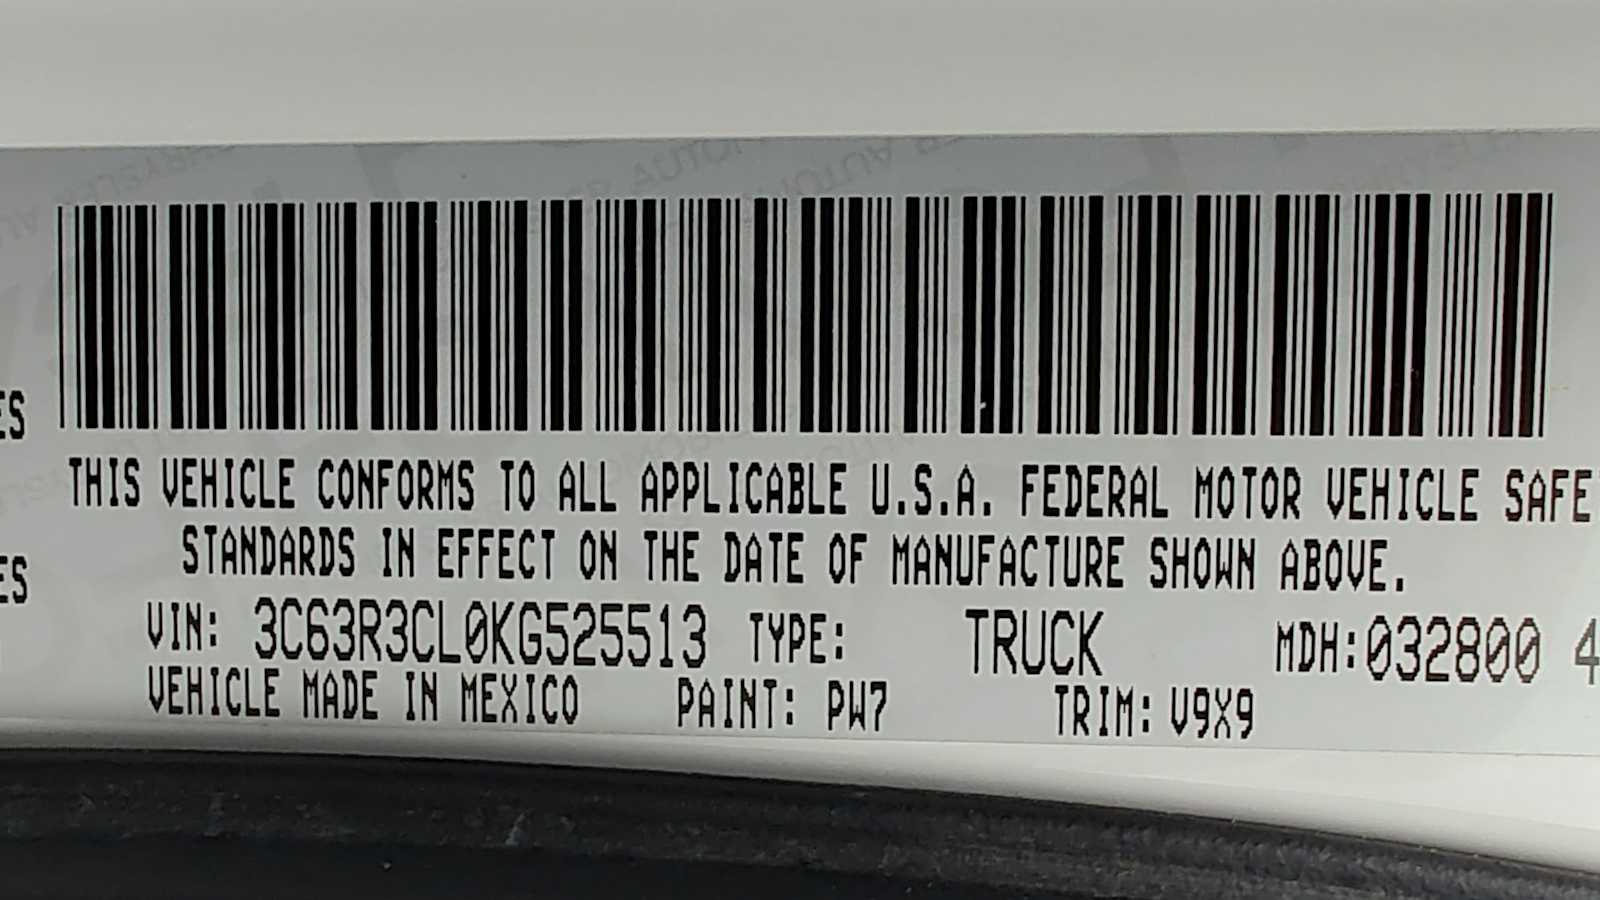 ES
THIS VEHICLE CONFORMS TO ALL APPLICABLE U.S.A. FEDERAL MOTOR VEHICLE SAFE
STANDARDS IN EFFECT ON THE DATE OF MANUFACTURE SHOWN ABOVE.
ES
VIN: 3C63R3CL0KG525513 TYPE: TRUCK MDH:032800 4
VEHICLE MADE IN MEXICO PAINT: PW7 TRIM: V9X9